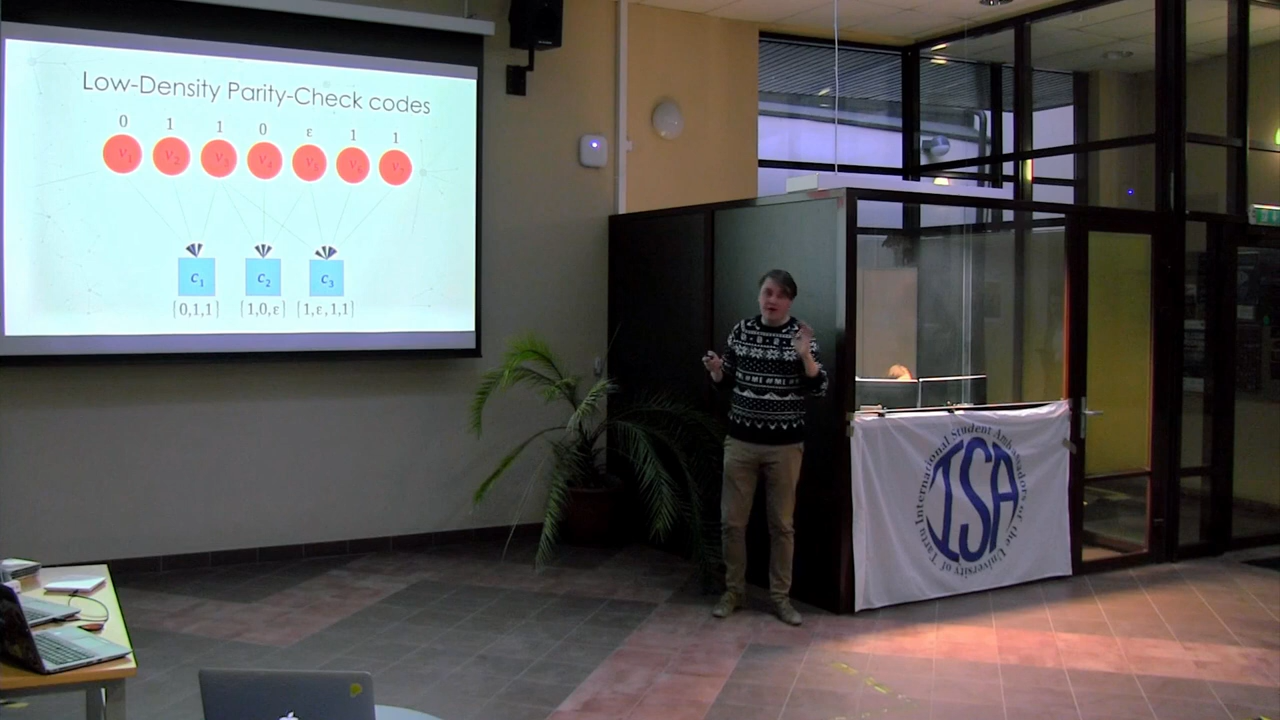 Low-Density Parity-Check codes
0 1 1 0 ε 1 1
v₁ v₂ v₃ v₄ v₅ v₆ v₇
c₁ c₂ c₃
[0,1,1] [1,0,ε] [1,ε,1,1]
#MI #MI
International Student Ambassadors of the University of Tartu
ISA